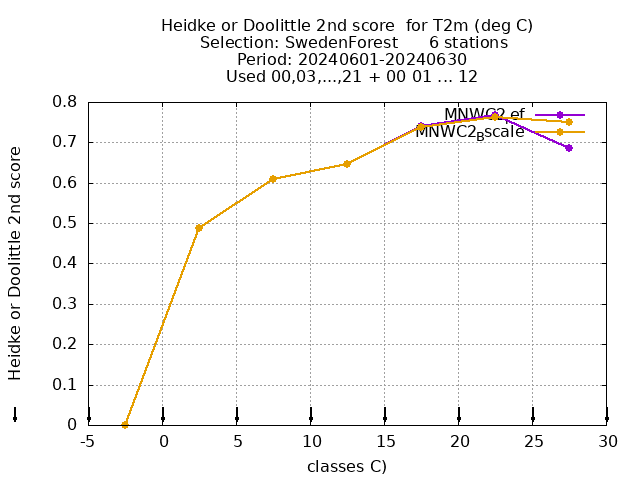 Heidke or Doolittle 2nd score  for T2m (deg C)
Selection: SwedenForest      6 stations
Period: 20240601-20240630
Used 00,03,...,21 + 00 01 ... 12
Heidke or Doolittle 2nd score
0.8
0.7
0.6
0.5
0.4
0.3
0.2
0.1
0
-5
0
5
10
15
20
25
30
classes C)
MNWC2ref
MNWC2Bscale